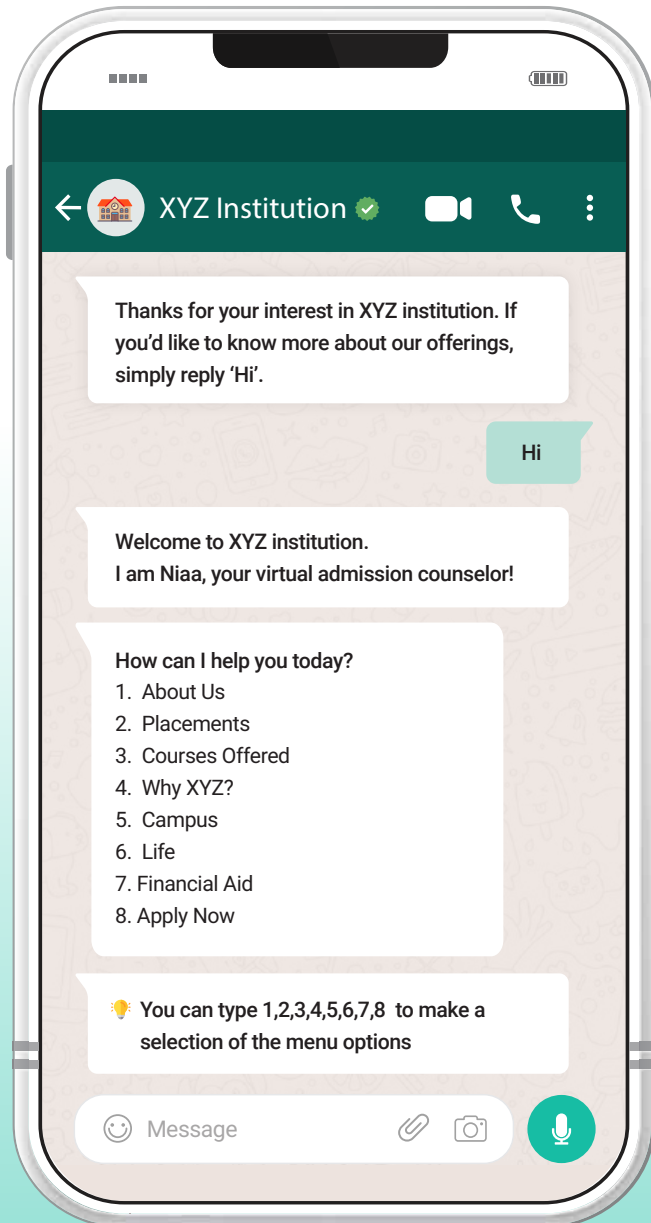 XYZ Institution
Thanks for your interest in XYZ institution. If
you’d like to know more about our offerings,
simply reply ‘Hi’.
Hi
Welcome to XYZ institution.
I am Niaa, your virtual admission counselor!
How can I help you today?
1. About Us
2. Placements
3. Courses Offered
4. Why XYZ?
5. Campus
6. Life
7. Financial Aid
8. Apply Now
You can type 1,2,3,4,5,6,7,8 to make a
selection of the menu options
Message